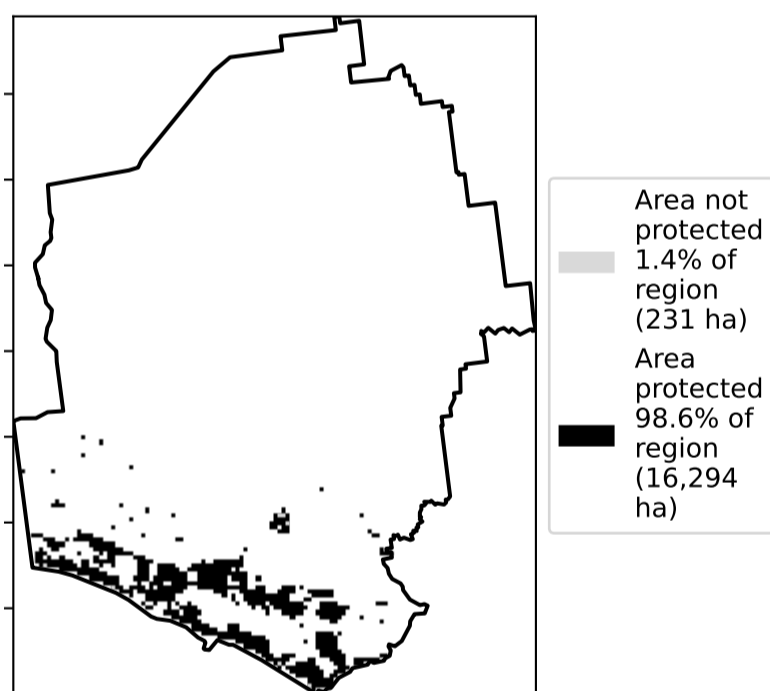 Area not
protected
1.4% of
region
(231 ha)
Area
protected
98.6% of
region
(16,294
ha)